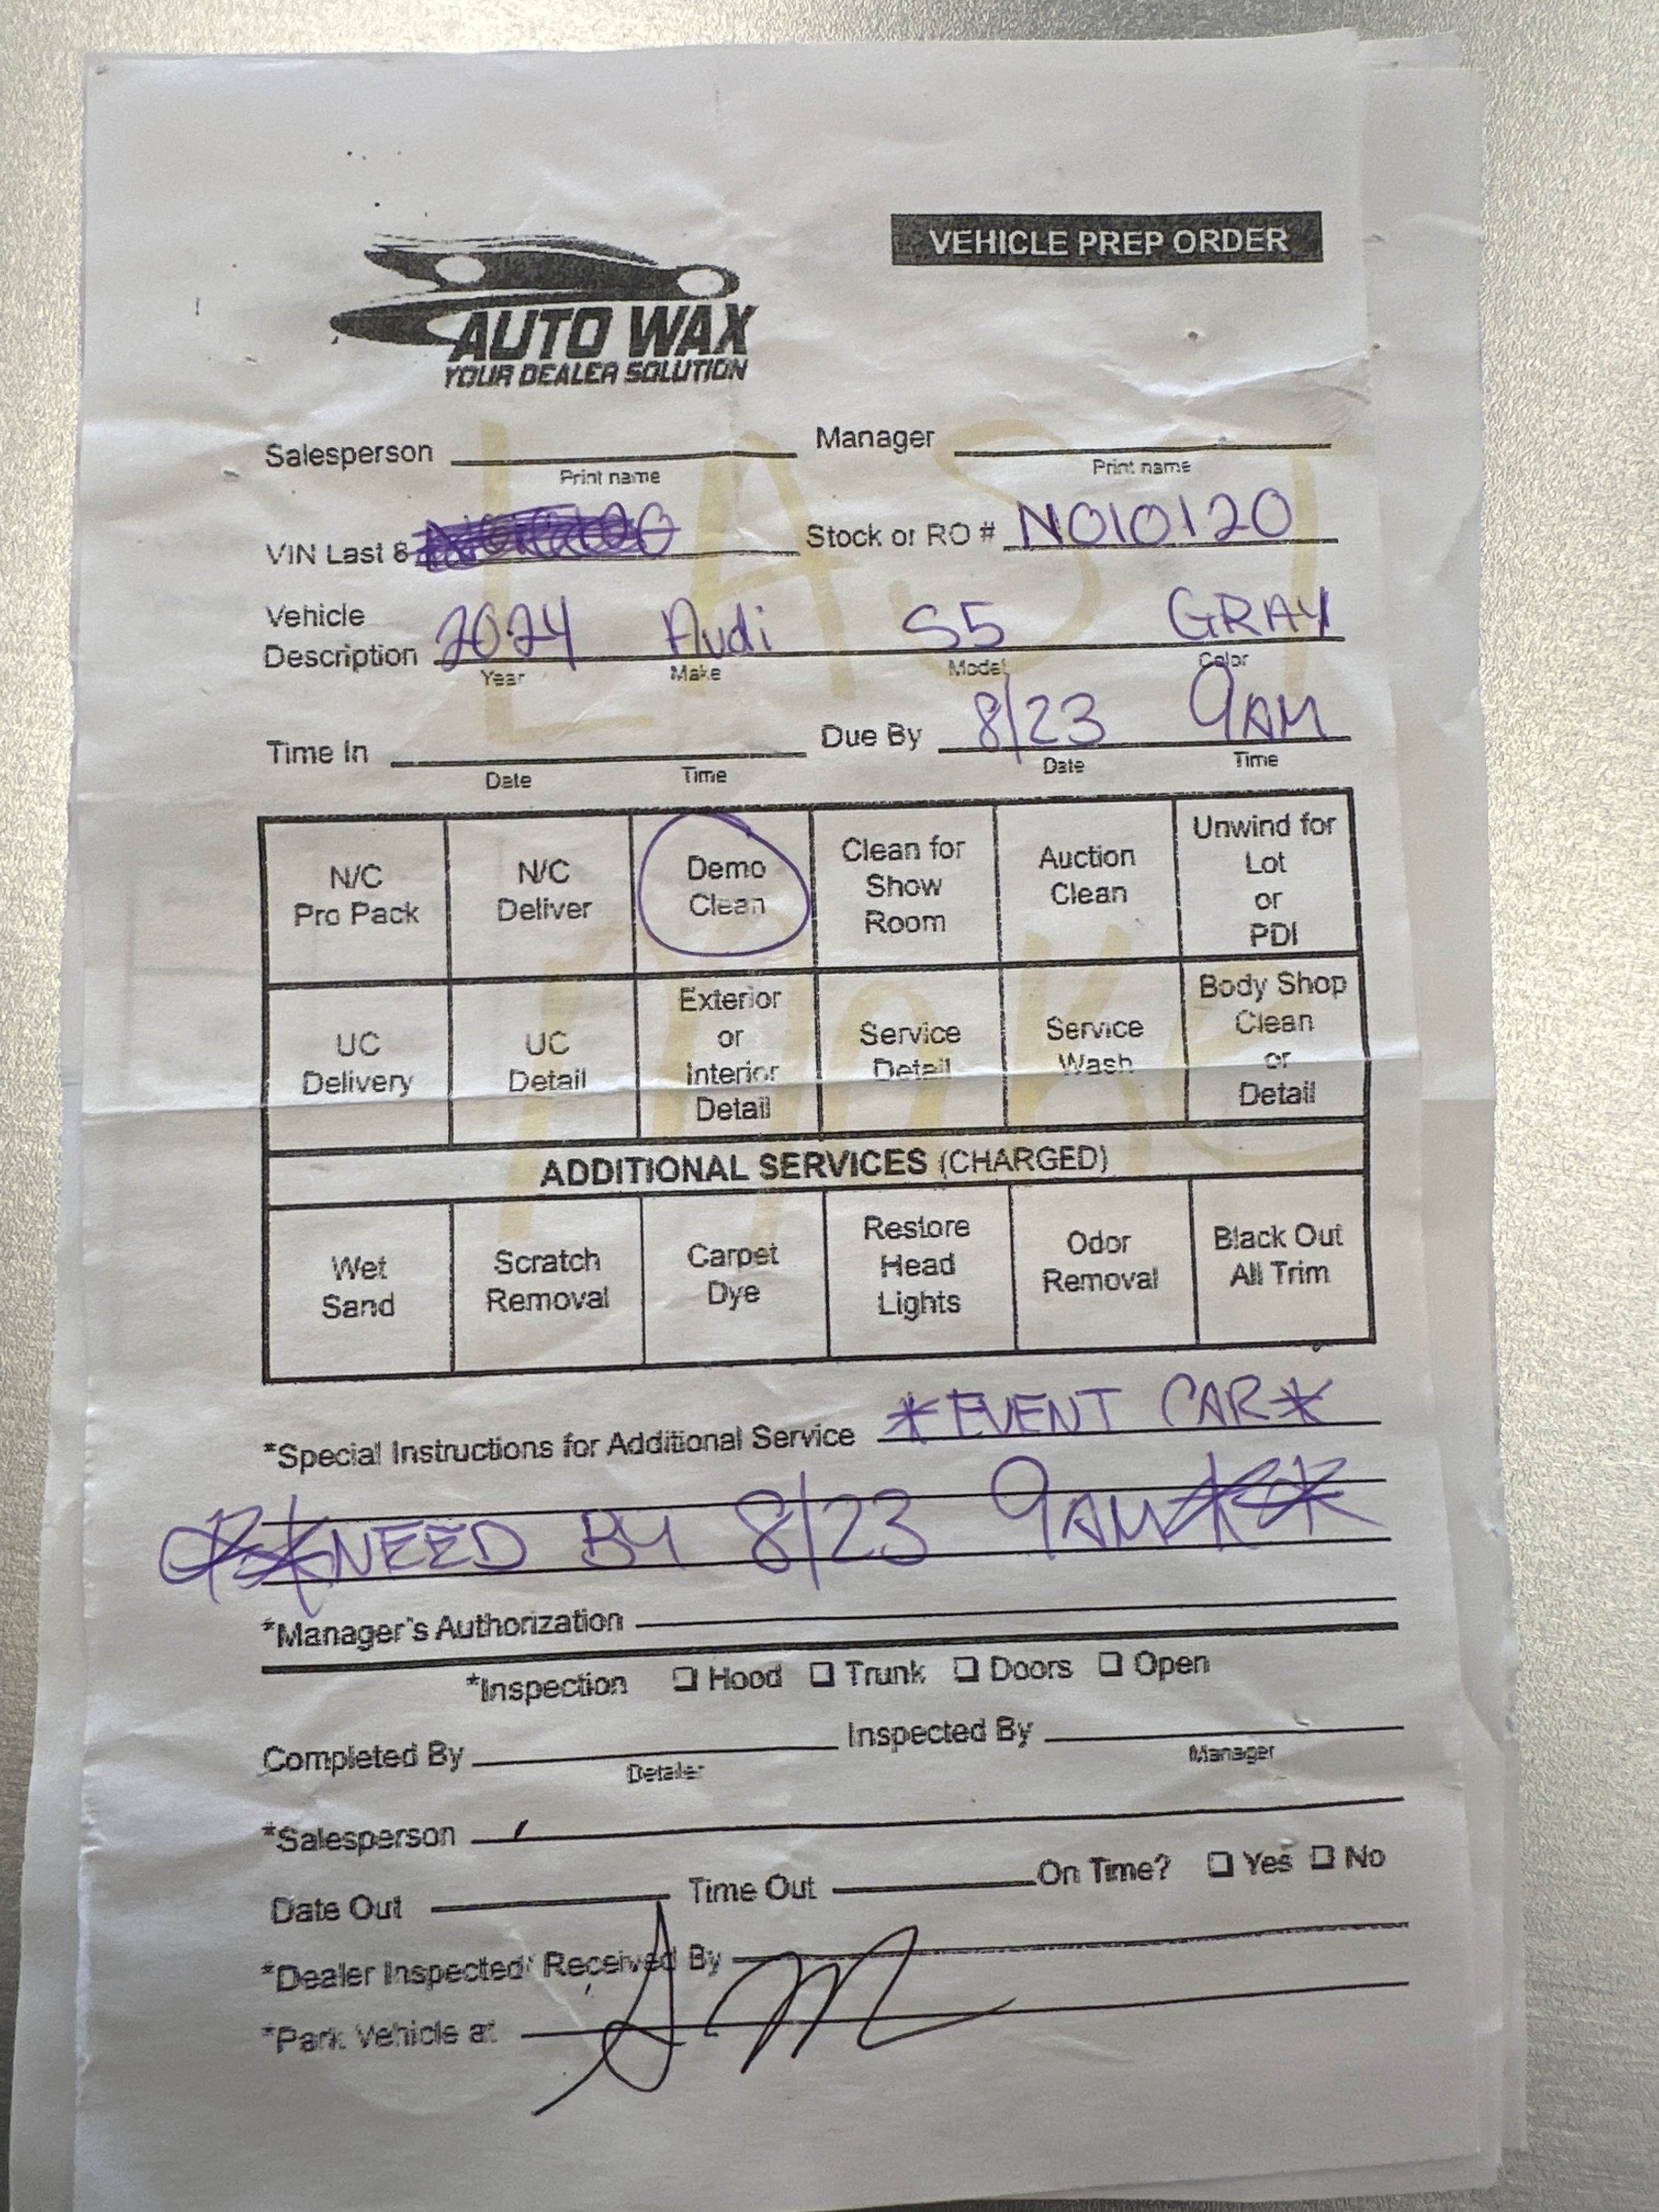 VEHICLE PREP ORDER
AUTO WAX
YOUR DEALER SOLUTION
Salesperson Manager
Print name Print name
VIN Last 8 Stock or RO # N010120
Vehicle
Description 2024 Audi S5 GRAY
Year Make Model Color
Time In Due By 8/23 9AM
Date Time Date Time
N/C Pro Pack
N/C Deliver
Demo Clean
Clean for Show Room
Auction Clean
Unwind for Lot or PDI
UC Delivery
UC Detail
Exterior or Interior Detail
Service Detail
Service Wash
Body Shop Clean or Detail
ADDITIONAL SERVICES (CHARGED)
Wet Sand
Scratch Removal
Carpet Dye
Restore Head Lights
Odor Removal
Black Out All Trim
*Special Instructions for Additional Service *EVENT CAR*
NEED BY 8/23 9AM
*Manager's Authorization
*Inspection Hood Trunk Doors Open
Completed By Inspected By
Detailer Manager
*Salesperson
Date Out Time Out On Time? Yes No
*Dealer Inspected/ Received By
*Park Vehicle at
LAST